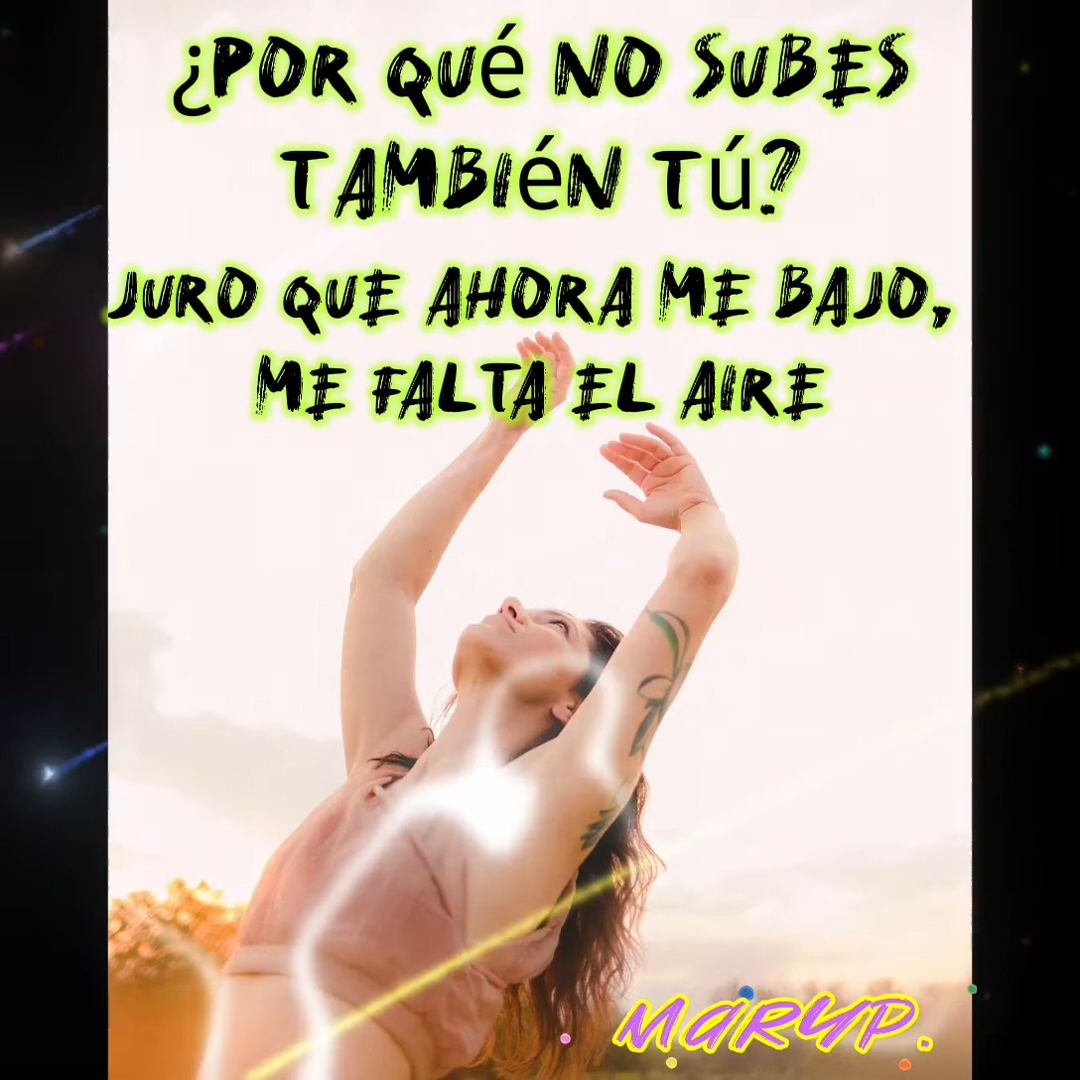 ¿POR QUé NO SUBES
TAMBIéN Tú?
JURO QUE AHORA ME BAJO,
ME FALTA EL AIRE
MARYP.